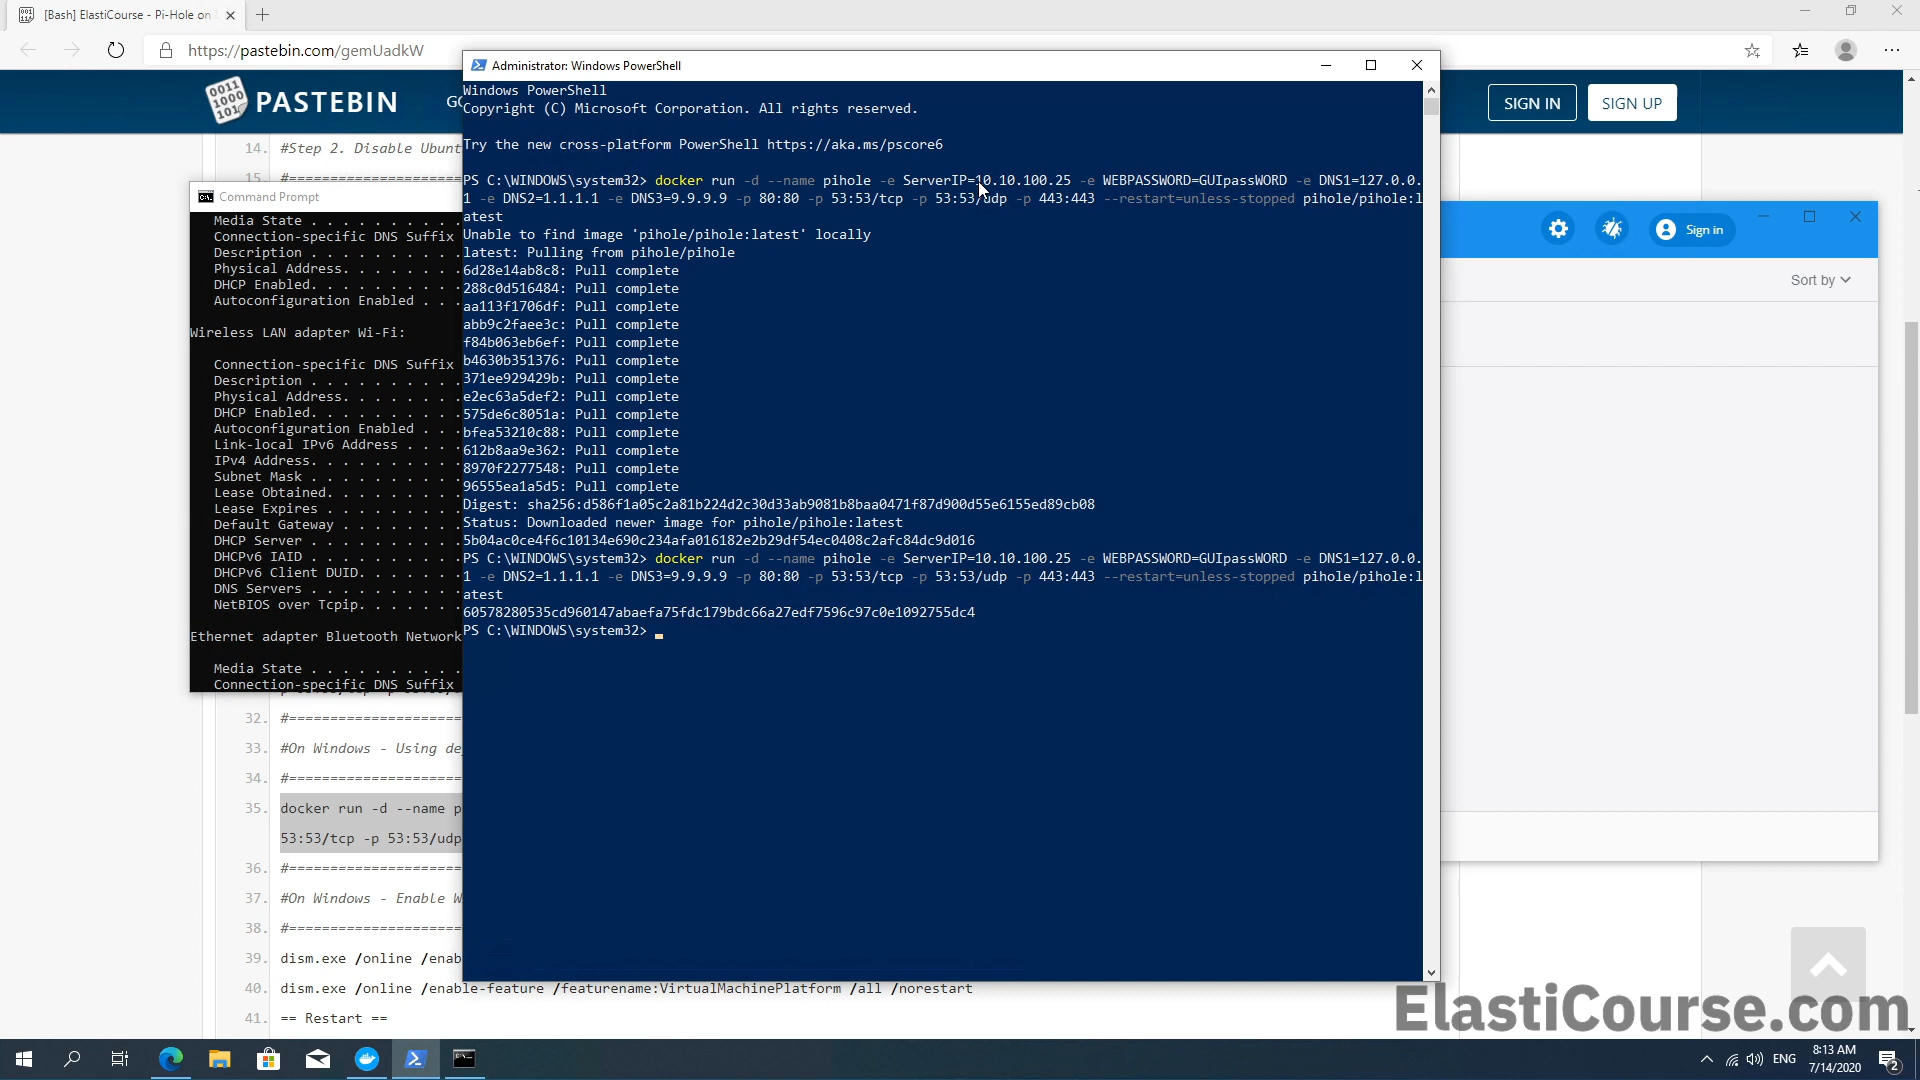 [Bash] ElastiCourse - Pi-Hole on
https://pastebin.com/gemUadkW
PASTEBIN
SIGN IN
SIGN UP
14. #Step 2. Disable Ubunt
15. #======================
Command Prompt
Media State . . . . . . . . . . .
Connection-specific DNS Suffix
Description . . . . . . . . . . .
Physical Address. . . . . . . . .
DHCP Enabled. . . . . . . . . . .
Autoconfiguration Enabled . . . .
Wireless LAN adapter Wi-Fi:
Connection-specific DNS Suffix
Description . . . . . . . . . . .
Physical Address. . . . . . . . .
DHCP Enabled. . . . . . . . . . .
Autoconfiguration Enabled . . . .
Link-local IPv6 Address . . . . .
IPv4 Address. . . . . . . . . . .
Subnet Mask . . . . . . . . . . .
Lease Obtained. . . . . . . . . .
Lease Expires . . . . . . . . . .
Default Gateway . . . . . . . . .
DHCP Server . . . . . . . . . . .
DHCPv6 IAID . . . . . . . . . . .
DHCPv6 Client DUID. . . . . . . .
DNS Servers . . . . . . . . . . .
NetBIOS over Tcpip. . . . . . . .
Ethernet adapter Bluetooth Network
Media State . . . . . . . . . . .
Connection-specific DNS Suffix
Administrator: Windows PowerShell
Windows PowerShell
Copyright (C) Microsoft Corporation. All rights reserved.
Try the new cross-platform PowerShell https://aka.ms/pscore6
PS C:\WINDOWS\system32> docker run -d --name pihole -e ServerIP=10.10.100.25 -e WEBPASSWORD=GUIpassWORD -e DNS1=127.0.0.
1 -e DNS2=1.1.1.1 -e DNS3=9.9.9.9 -p 80:80 -p 53:53/tcp -p 53:53/udp -p 443:443 --restart=unless-stopped pihole/pihole:l
atest
Unable to find image 'pihole/pihole:latest' locally
latest: Pulling from pihole/pihole
6d28e14ab8c8: Pull complete
288c0d516484: Pull complete
aa113f1706df: Pull complete
abb9c2faee3c: Pull complete
f84b063eb6ef: Pull complete
b4630b351376: Pull complete
371ee929429b: Pull complete
e2ec63a5def2: Pull complete
575de6c8051a: Pull complete
bfea53210c88: Pull complete
612b8aa9e362: Pull complete
8970f2277548: Pull complete
96555ea1a5d5: Pull complete
Digest: sha256:d586f1a05c2a81b224d2c30d33ab9081b8baa0471f87d900d55e6155ed89cb08
Status: Downloaded newer image for pihole/pihole:latest
5b04ac0ce4f6c10134e690c234afa016182e2b29df54ec0408c2afc84dc9d016
PS C:\WINDOWS\system32> docker run -d --name pihole -e ServerIP=10.10.100.25 -e WEBPASSWORD=GUIpassWORD -e DNS1=127.0.0.
1 -e DNS2=1.1.1.1 -e DNS3=9.9.9.9 -p 80:80 -p 53:53/tcp -p 53:53/udp -p 443:443 --restart=unless-stopped pihole/pihole:l
atest
60578280535cd960147abaefa75fdc179bdc66a27edf7596c97c0e1092755dc4
PS C:\WINDOWS\system32>
Sign in
Sort by
32. #======================
33. #On Windows - Using de
34. #======================
35. docker run -d --name p
53:53/tcp -p 53:53/udp
36. #======================
37. #On Windows - Enable W
38. #======================
39. dism.exe /online /enab
40. dism.exe /online /enable-feature /featurename:VirtualMachinePlatform /all /norestart
41. == Restart ==
ElastiCourse.com
ENG
8:13 AM
7/14/2020
2